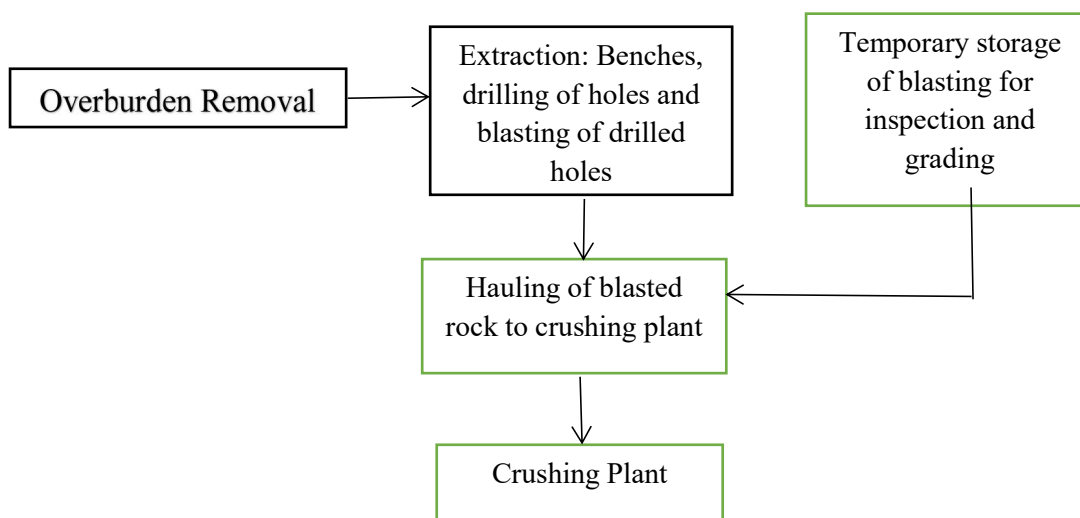 Overburden Removal
Extraction: Benches,
drilling of holes and
blasting of drilled
holes
Temporary storage
of blasting for
inspection and
grading
Hauling of blasted
rock to crushing plant
Crushing Plant